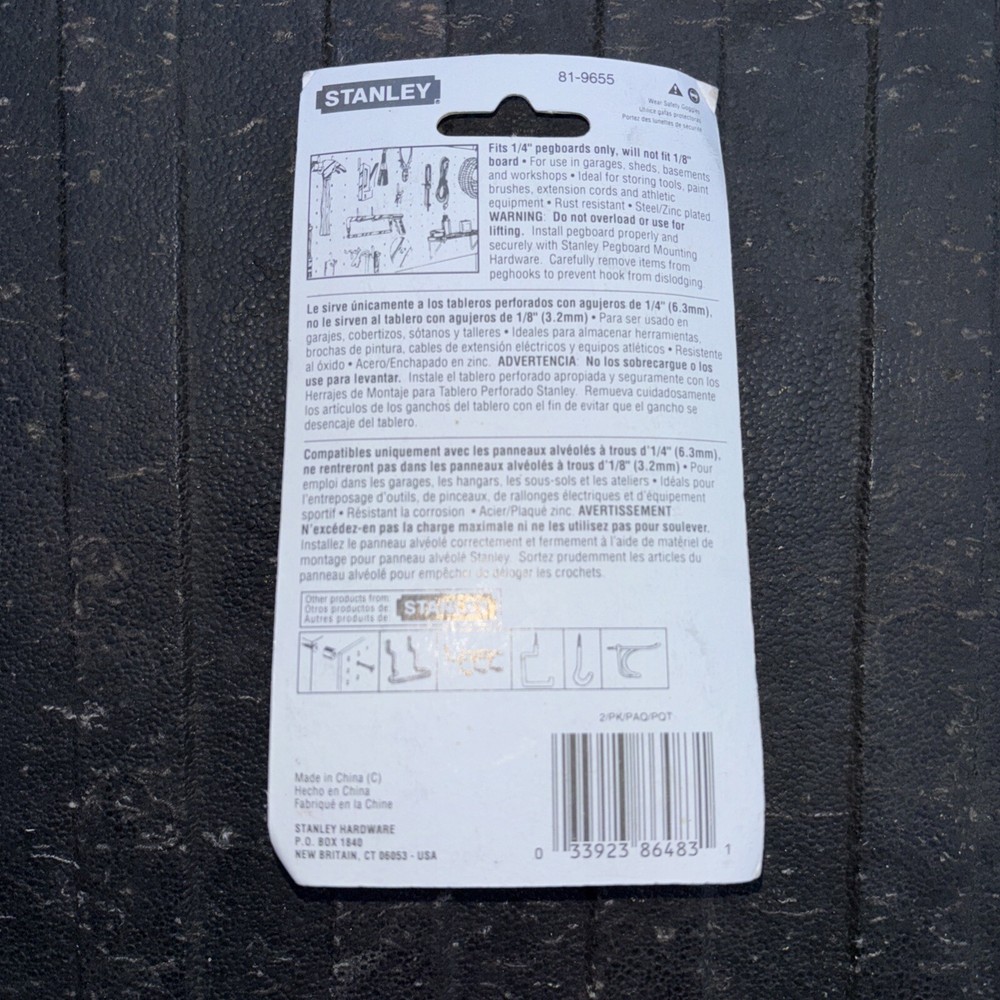 STANLEY
81-9655
Wear Safety Goggles
Utilice gafas protectoras
Portez des lunettes de sécurité
Fits 1/4" pegboards only, will not fit 1/8"
board • For use in garages, sheds, basements
and workshops • Ideal for storing tools, paint
brushes, extension cords and athletic
equipment • Rust resistant • Steel/Zinc plated
WARNING: Do not overload or use for
lifting. Install pegboard properly and
securely with Stanley Pegboard Mounting
Hardware. Carefully remove items from
peghooks to prevent hook from dislodging
Le sirve únicamente a los tableros perforados con agujeros de 1/4" (6.3mm),
no le sirven al tablero con agujeros de 1/8" (3.2mm) • Para ser usado en
garajes, cobertizos, sótanos y talleres • Ideales para almacenar herramientas,
brochas de pintura, cables de extensión eléctricos y equipos atléticos • Resistente
al óxido • Acero/Enchapado en zinc. ADVERTENCIA: No los sobrecargue o los
use para levantar. Instale el tablero perforado apropiada y seguramente con los
Herrajes de Montaje para Tablero Perforado Stanley. Remueva cuidadosamente
los artículos de los ganchos del tablero con el fin de evitar que el gancho se
desencaje del tablero.
Compatibles uniquement avec les panneaux alvéolés à trous d'1/4" (6.3mm),
ne rentreront pas dans les panneaux alvéolés à trous d'1/8" (3.2mm) • Pour
emploi dans les garages, les hangars, les sous-sols et les ateliers • Idéals pour
l'entreposage d'outils, de pinceaux, de rallonges électriques et d'équipement
sportif • Résistant la corrosion • Acier/Plaqué zinc. AVERTISSEMENT:
N'excédez-en pas la charge maximale ni ne les utilisez pas pour soulever.
Installez le panneau alvéolé correctement et fermement à l'aide de matériel de
montage pour panneau alvéolé Stanley. Sortez prudemment les articles du
panneau alvéolé pour empêcher de déloger les crochets.
Other products from:
Otros productos de:
Autres produits de:
STANLEY
2/PK/PAQ/PQT
Made in China (C)
Hecho en China
Fabriqué en la Chine
STANLEY HARDWARE
P.O. BOX 1840
NEW BRITAIN, CT 06053 - USA
0 33923 86483 1